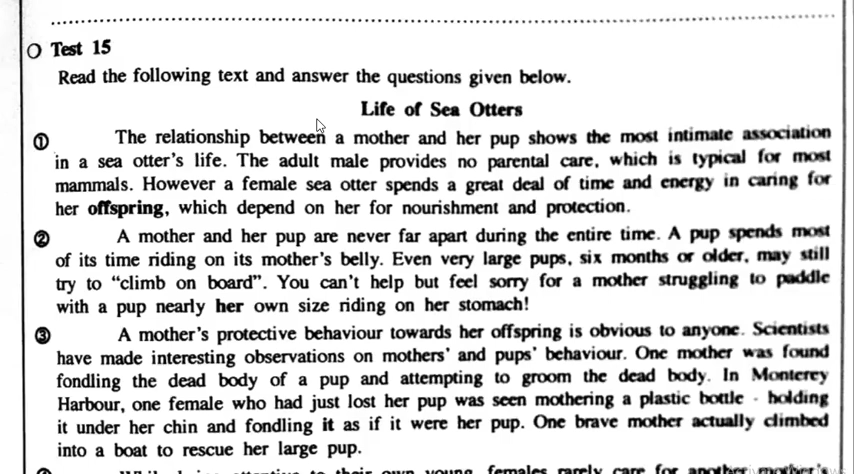 ○ Test 15
Read the following text and answer the questions given below.
Life of Sea Otters
① The relationship between a mother and her pup shows the most intimate association
in a sea otter's life. The adult male provides no parental care, which is typical for most
mammals. However a female sea otter spends a great deal of time and energy in caring for
her offspring, which depend on her for nourishment and protection.
② A mother and her pup are never far apart during the entire time. A pup spends most
of its time riding on its mother's belly. Even very large pups, six months or older, may still
try to "climb on board". You can't help but feel sorry for a mother struggling to paddle
with a pup nearly her own size riding on her stomach!
③ A mother's protective behaviour towards her offspring is obvious to anyone. Scientists
have made interesting observations on mothers' and pups' behaviour. One mother was found
fondling the dead body of a pup and attempting to groom the dead body. In Monterey
Harbour, one female who had just lost her pup was seen mothering a plastic bottle - holding
it under her chin and fondling it as if it were her pup. One brave mother actually climbed
into a boat to rescue her large pup.
While being attentive to their own young, females rarely care for another mother's